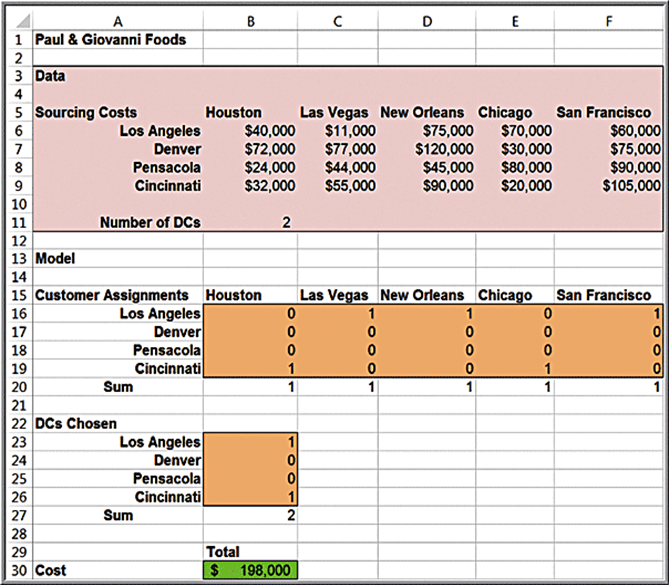 A B C D E F
1 Paul & Giovanni Foods
2
3 Data
4
5 Sourcing Costs Houston Las Vegas New Orleans Chicago San Francisco
6 Los Angeles $40,000 $11,000 $75,000 $70,000 $60,000
7 Denver $72,000 $77,000 $120,000 $30,000 $75,000
8 Pensacola $24,000 $44,000 $45,000 $80,000 $90,000
9 Cincinnati $32,000 $55,000 $90,000 $20,000 $105,000
10
11 Number of DCs 2
12
13 Model
14
15 Customer Assignments Houston Las Vegas New Orleans Chicago San Francisco
16 Los Angeles 0 1 1 0 1
17 Denver 0 0 0 0 0
18 Pensacola 0 0 0 0 0
19 Cincinnati 1 0 0 1 0
20 Sum 1 1 1 1 1
21
22 DCs Chosen
23 Los Angeles 1
24 Denver 0
25 Pensacola 0
26 Cincinnati 1
27 Sum 2
28
29 Total
30 Cost $ 198,000